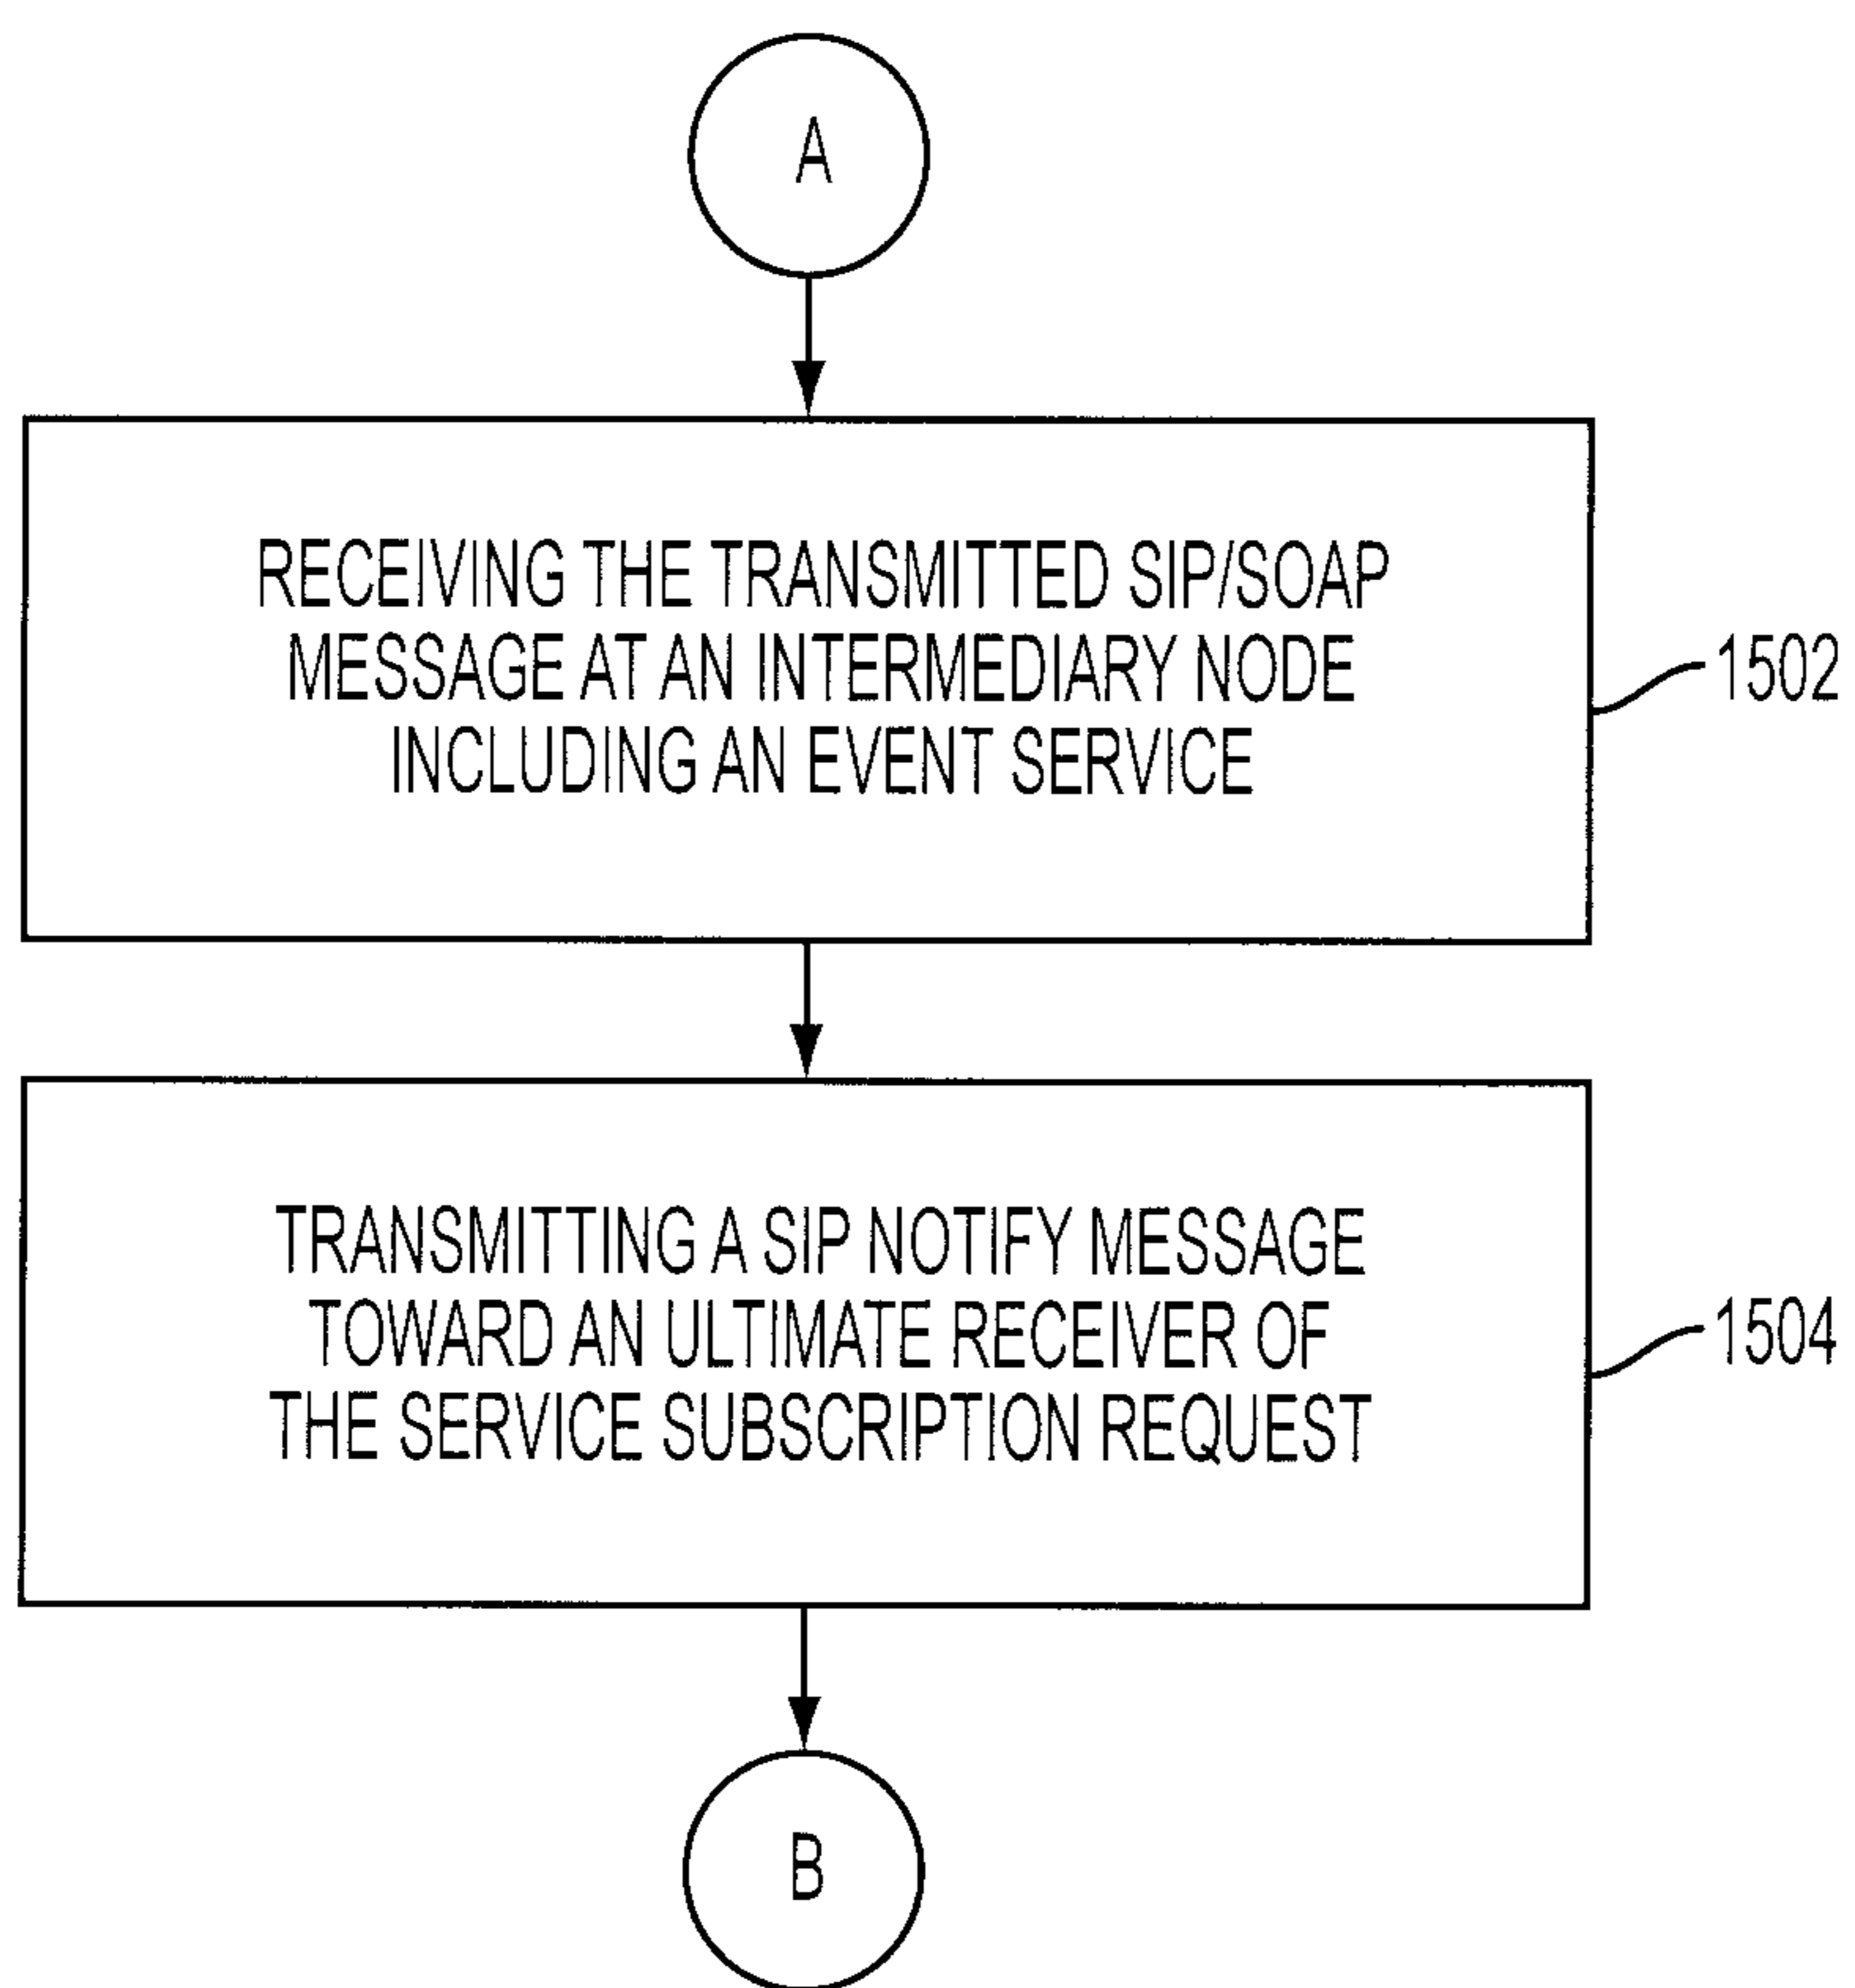 A
RECEIVING THE TRANSMITTED SIP/SOAP
MESSAGE AT AN INTERMEDIARY NODE
INCLUDING AN EVENT SERVICE
1502
TRANSMITTING A SIP NOTIFY MESSAGE
TOWARD AN ULTIMATE RECEIVER OF
THE SERVICE SUBSCRIPTION REQUEST
1504
B